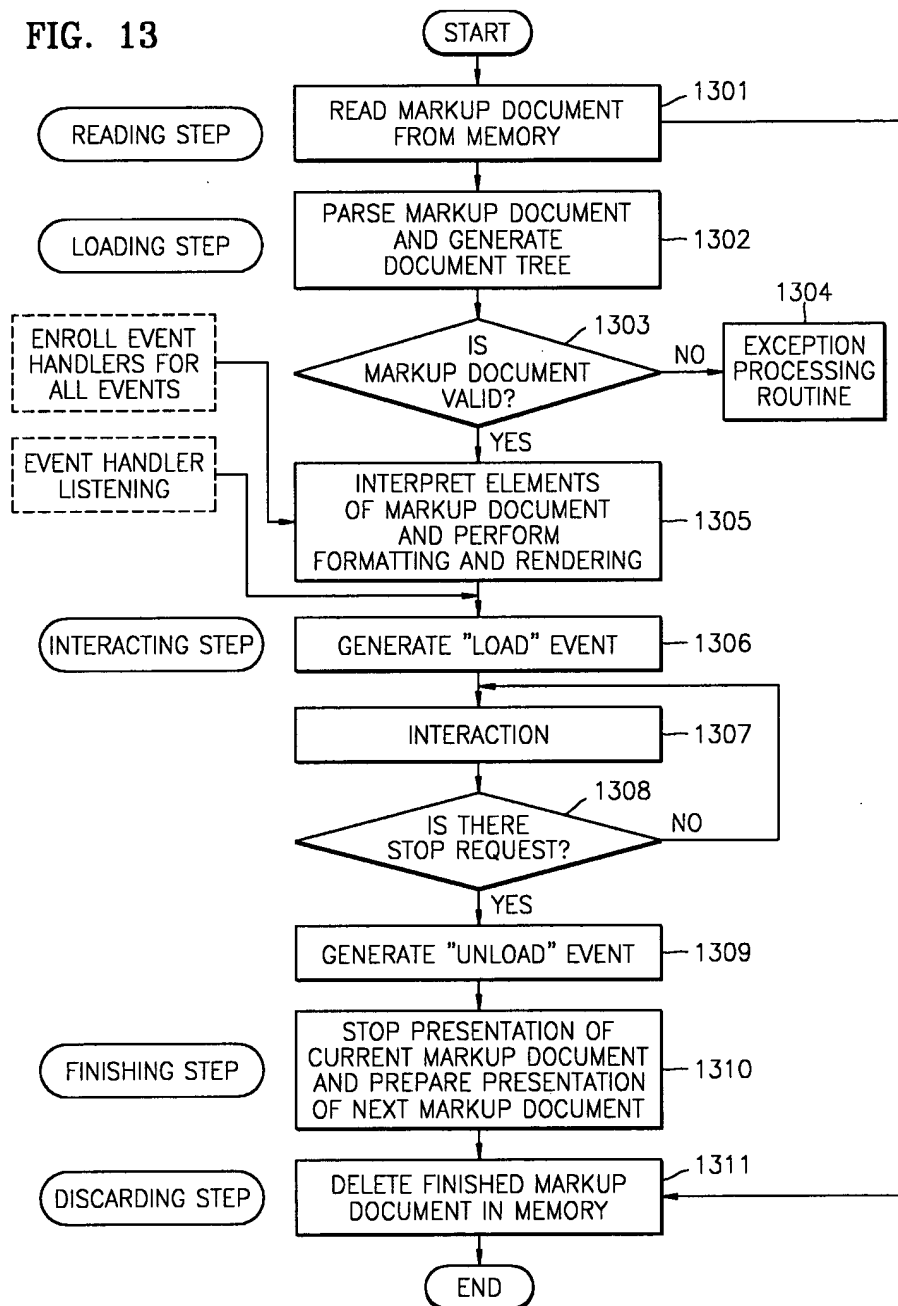 FIG. 13
START
1301
READ MARKUP DOCUMENT
FROM MEMORY
READING STEP
PARSE MARKUP DOCUMENT
AND GENERATE
DOCUMENT TREE
1302
LOADING STEP
1303
IS
MARKUP DOCUMENT
VALID?
NO
1304
EXCEPTION
PROCESSING
ROUTINE
ENROLL EVENT
HANDLERS FOR
ALL EVENTS
YES
EVENT HANDLER
LISTENING
INTERPRET ELEMENTS
OF MARKUP DOCUMENT
AND PERFORM
FORMATTING AND RENDERING
1305
INTERACTING STEP
GENERATE "LOAD" EVENT
1306
INTERACTION
1307
1308
IS THERE
STOP REQUEST?
NO
YES
GENERATE "UNLOAD" EVENT
1309
STOP PRESENTATION OF
CURRENT MARKUP DOCUMENT
AND PREPARE PRESENTATION
OF NEXT MARKUP DOCUMENT
1310
FINISHING STEP
1311
DELETE FINISHED MARKUP
DOCUMENT IN MEMORY
DISCARDING STEP
END